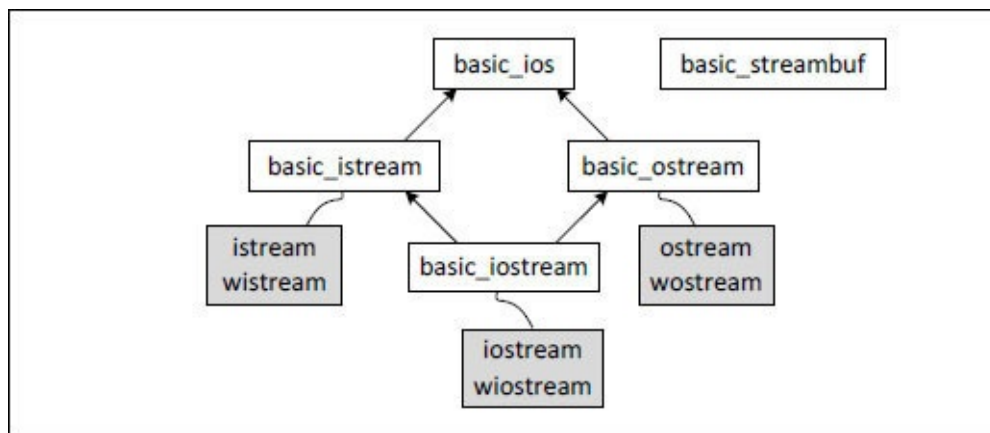 basic_ios
basic_streambuf
basic_istream
basic_ostream
istream
wistream
basic_iostream
ostream
wostream
iostream
wiostream